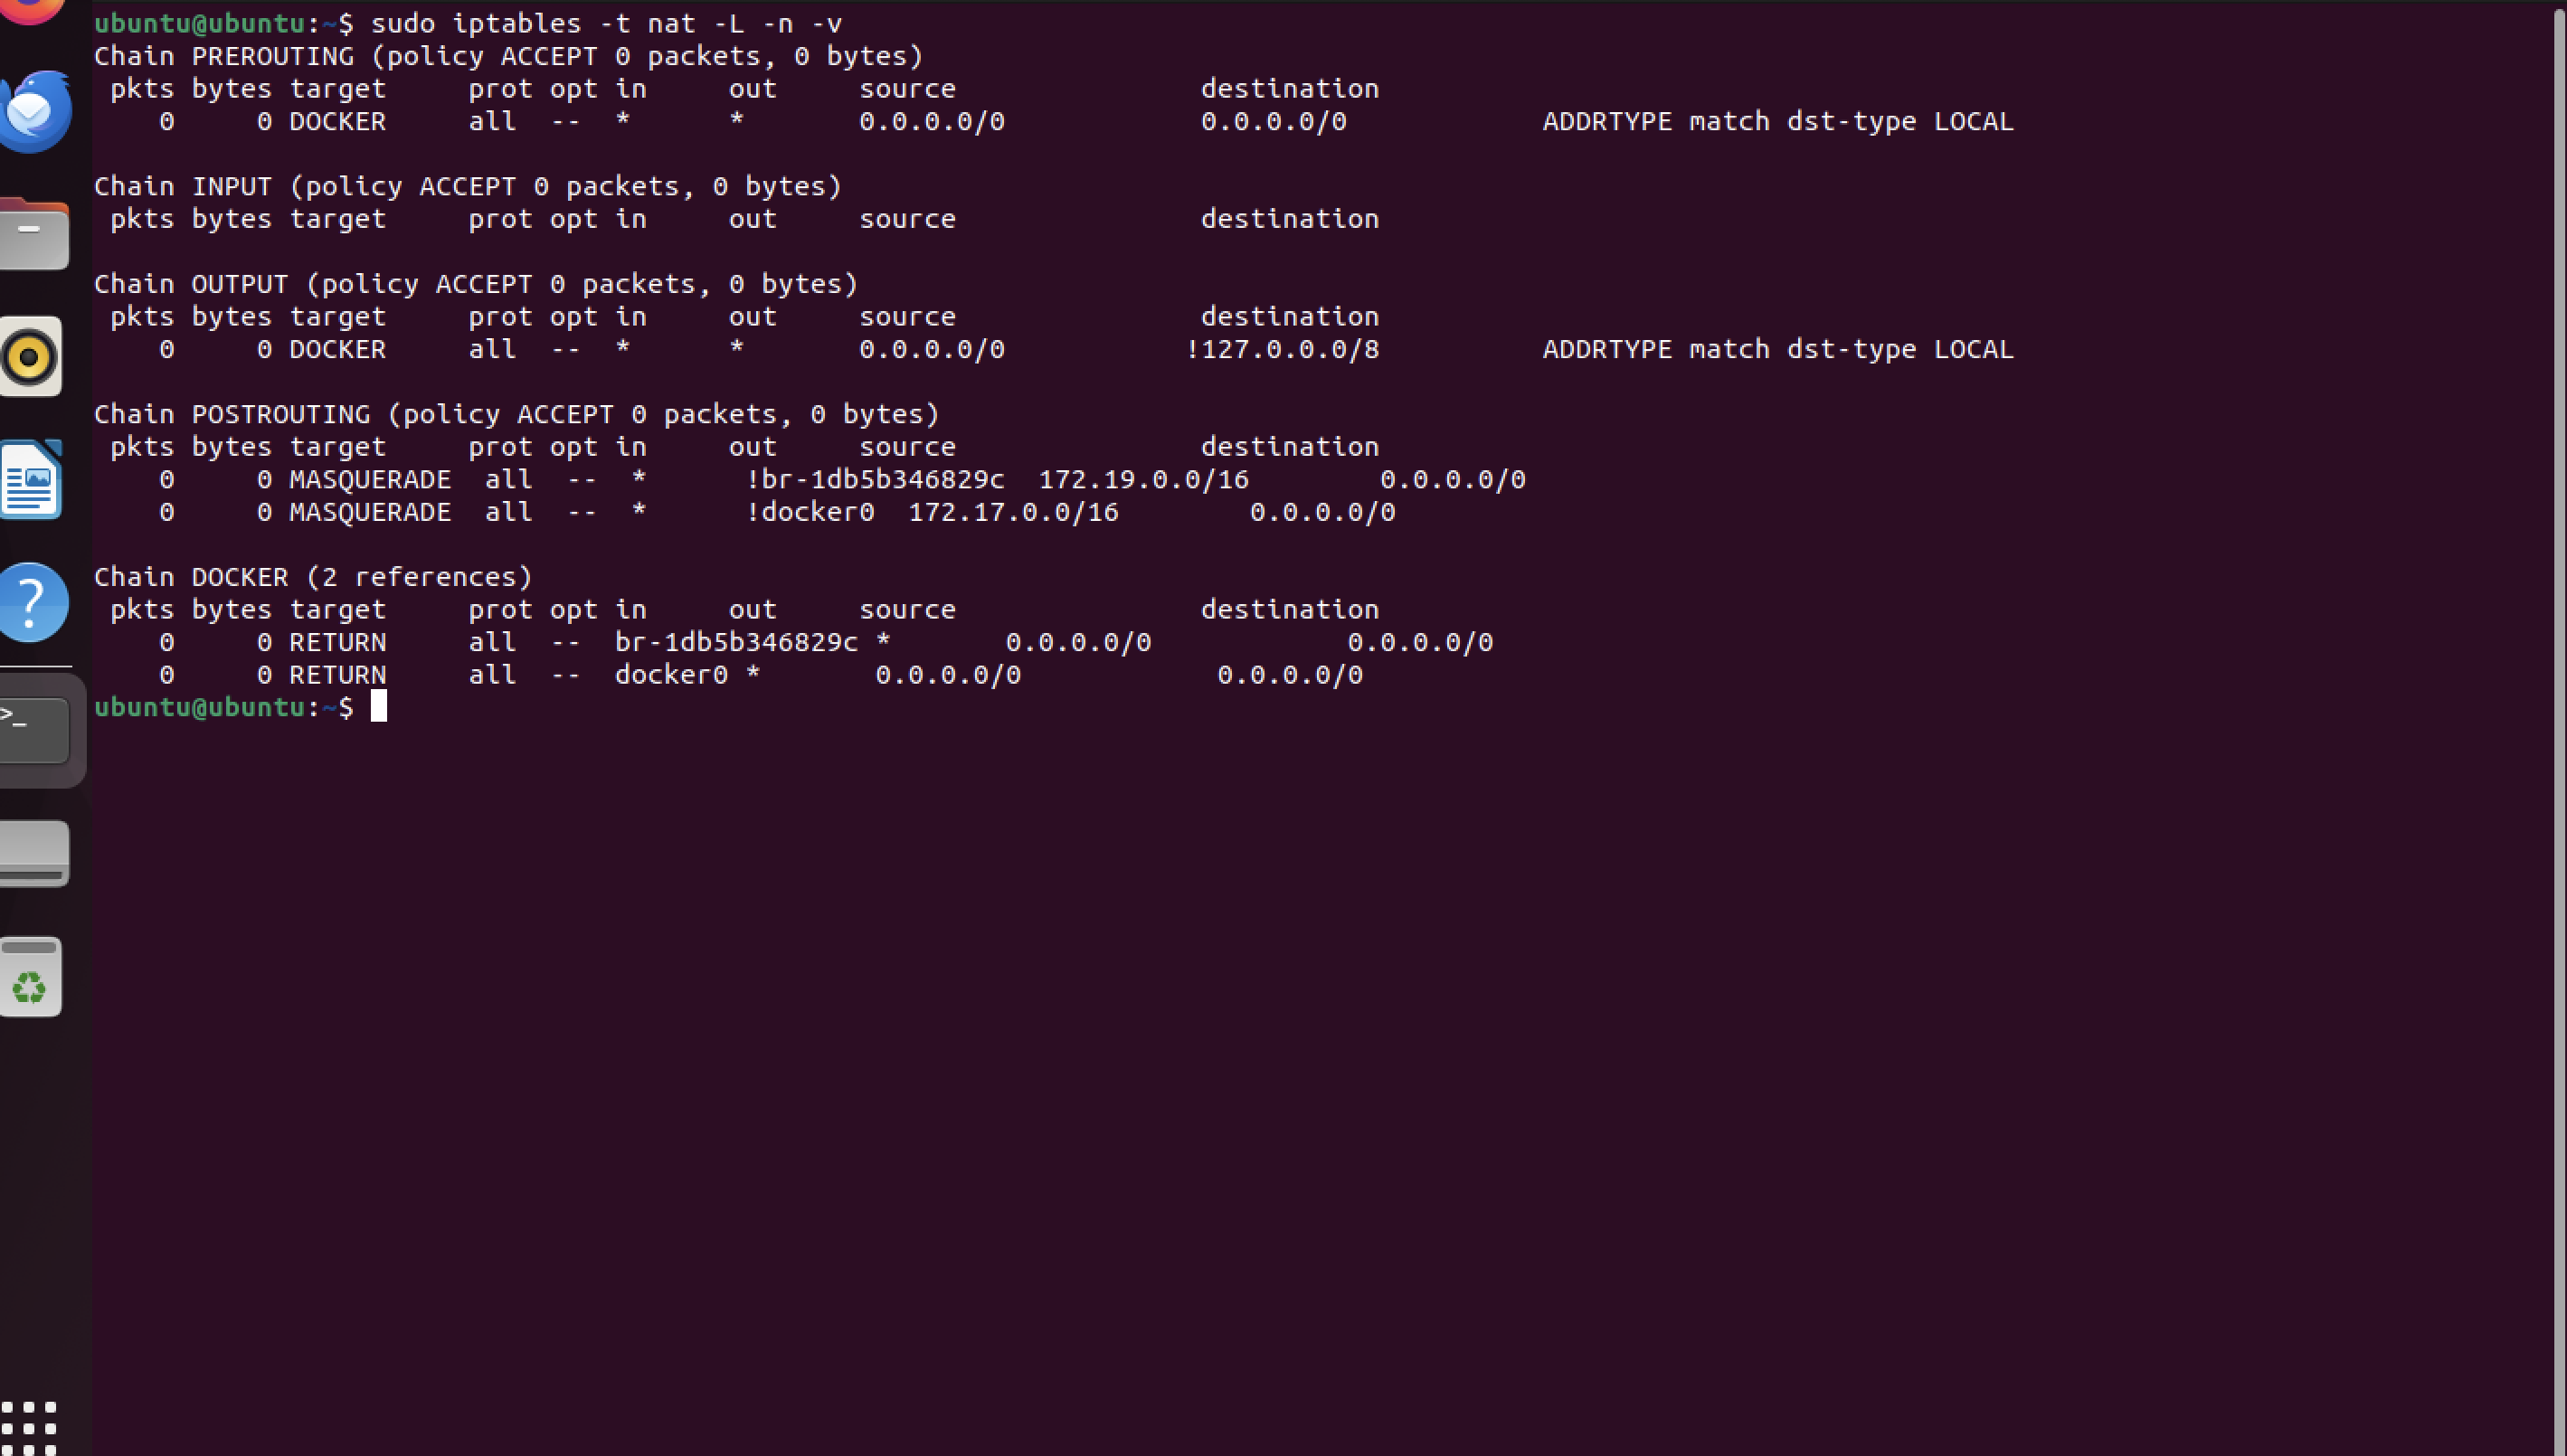 ubuntu@ubuntu:~$ sudo iptables -t nat -L -n -v
Chain PREROUTING (policy ACCEPT 0 packets, 0 bytes)
 pkts bytes target     prot opt in     out     source               destination
    0     0 DOCKER     all  --  *      *       0.0.0.0/0            0.0.0.0/0            ADDRTYPE match dst-type LOCAL

Chain INPUT (policy ACCEPT 0 packets, 0 bytes)
 pkts bytes target     prot opt in     out     source               destination

Chain OUTPUT (policy ACCEPT 0 packets, 0 bytes)
 pkts bytes target     prot opt in     out     source               destination
    0     0 DOCKER     all  --  *      *       0.0.0.0/0           !127.0.0.0/8          ADDRTYPE match dst-type LOCAL

Chain POSTROUTING (policy ACCEPT 0 packets, 0 bytes)
 pkts bytes target     prot opt in     out     source               destination
    0     0 MASQUERADE  all  --  *      !br-1db5b346829c  172.19.0.0/16        0.0.0.0/0
    0     0 MASQUERADE  all  --  *      !docker0  172.17.0.0/16        0.0.0.0/0

Chain DOCKER (2 references)
 pkts bytes target     prot opt in     out     source               destination
    0     0 RETURN     all  --  br-1db5b346829c *       0.0.0.0/0            0.0.0.0/0
    0     0 RETURN     all  --  docker0 *       0.0.0.0/0            0.0.0.0/0
ubuntu@ubuntu:~$